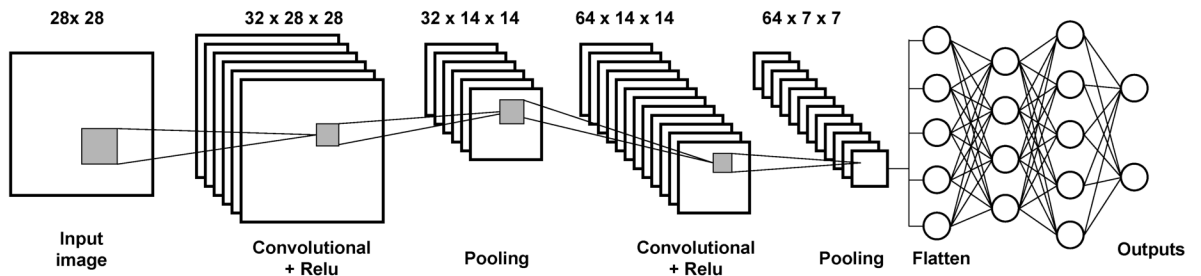 28x 28
32 x 28 x 28
32 x 14 x 14
64 x 14 x 14
64 x 7 x 7
Input
image
Convolutional
+ Relu
Pooling
Convolutional
+ Relu
Pooling
Flatten
Outputs